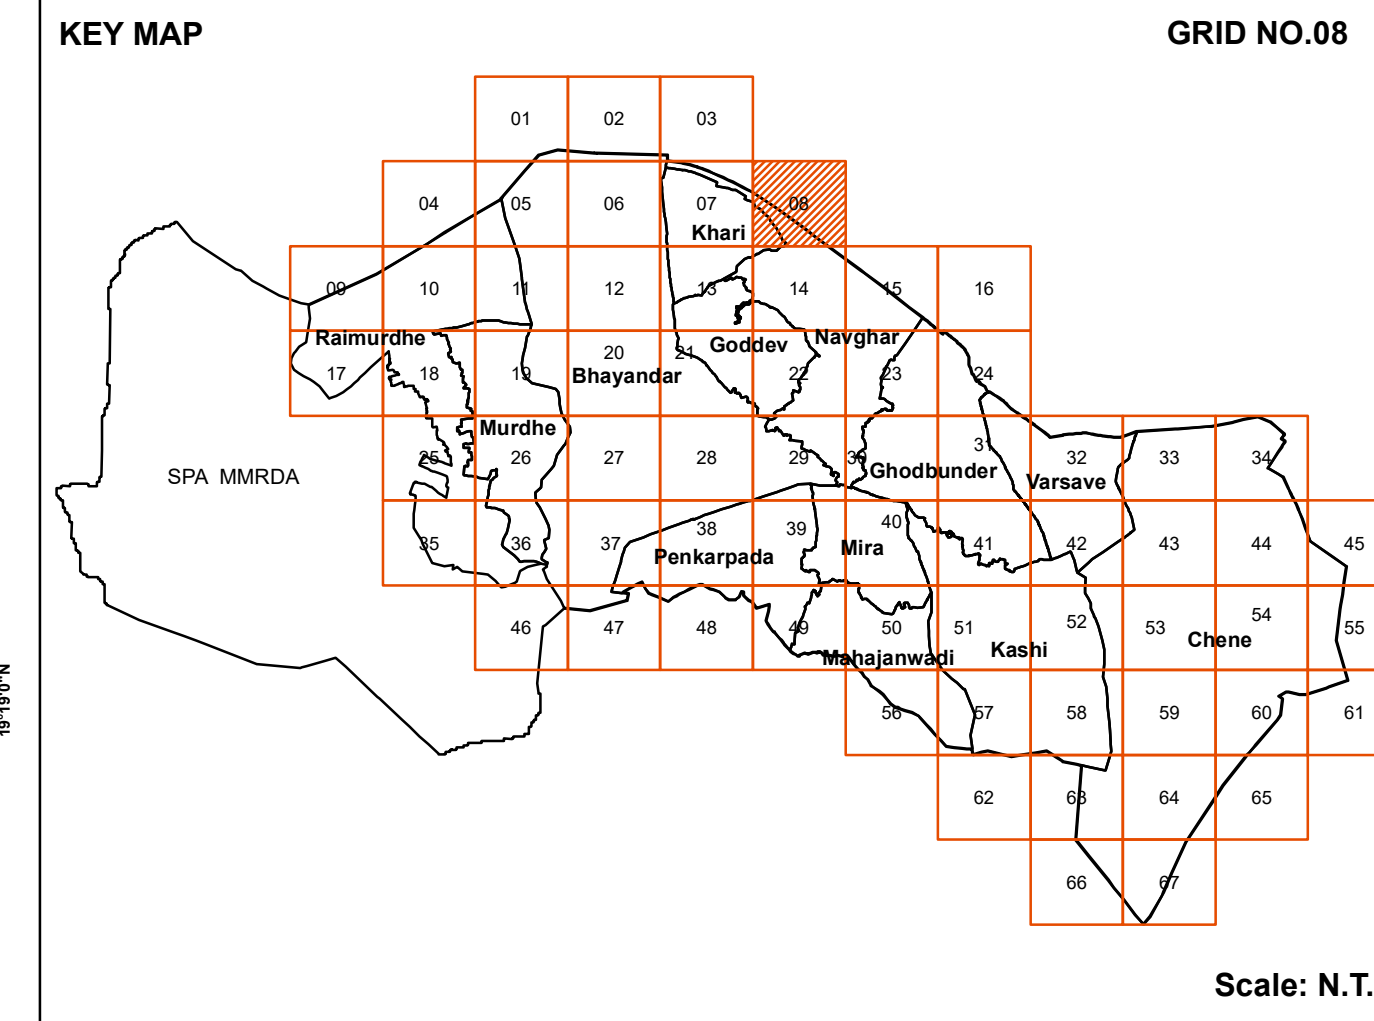 KEY MAP
GRID NO.08
01 02 03
04 05 06 07 08
Khari
09 10 11 12 13 14 15 16
Raimurdhe Goddev Navghar
17 18 19 20 21 22 23 24
Bhayandar
Murdhe
25 26 27 28 29 30 31 32 33 34
SPA MMRDA
Ghodbunder Varsave
35 36 37 38 39 40 41 42 43 44 45
Penkarpada Mira
46 47 48 49 50 51 52 53 54 55
Mahajanwadi Kashi Chene
19°19'0"N
56 57 58 59 60 61
62 63 64 65
66 67
Scale: N.T.